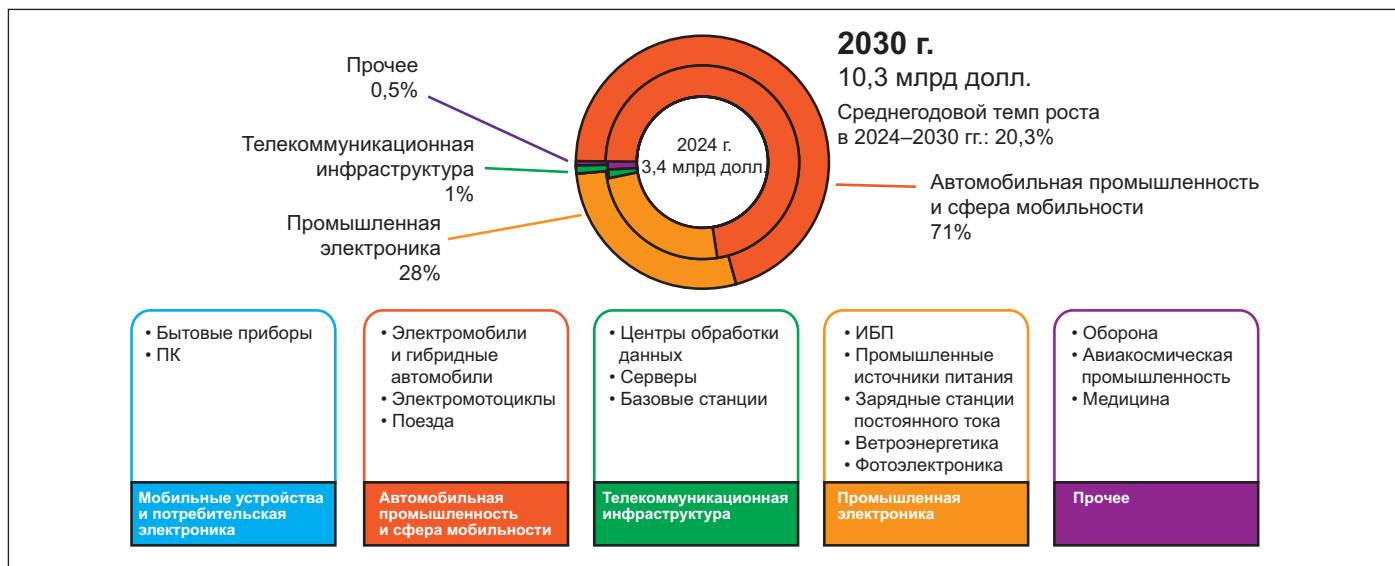 2030 г.
10,3 млрд долл.
Среднегодовой темп роста
в 2024–2030 гг.: 20,3%
Прочее
0,5%
Телекоммуникационная
инфраструктура
1%
Промышленная
электроника
28%
2024 г.
3,4 млрд долл.
Автомобильная промышленность
и сфера мобильности
71%
• Бытовые приборы
• ПК
Мобильные устройства
и потребительская
электроника
• Электромобили
и гибридные
автомобили
• Электромотоциклы
• Поезда
Автомобильная
промышленность
и сфера мобильности
• Центры обработки
данных
• Серверы
• Базовые станции
Телекоммуникационная
инфраструктура
• ИБП
• Промышленные
источники питания
• Зарядные станции
постоянного тока
• Ветроэнергетика
• Фотоэлектроника
Промышленная
электроника
• Оборона
• Авиакосмическая
промышленность
• Медицина
Прочее